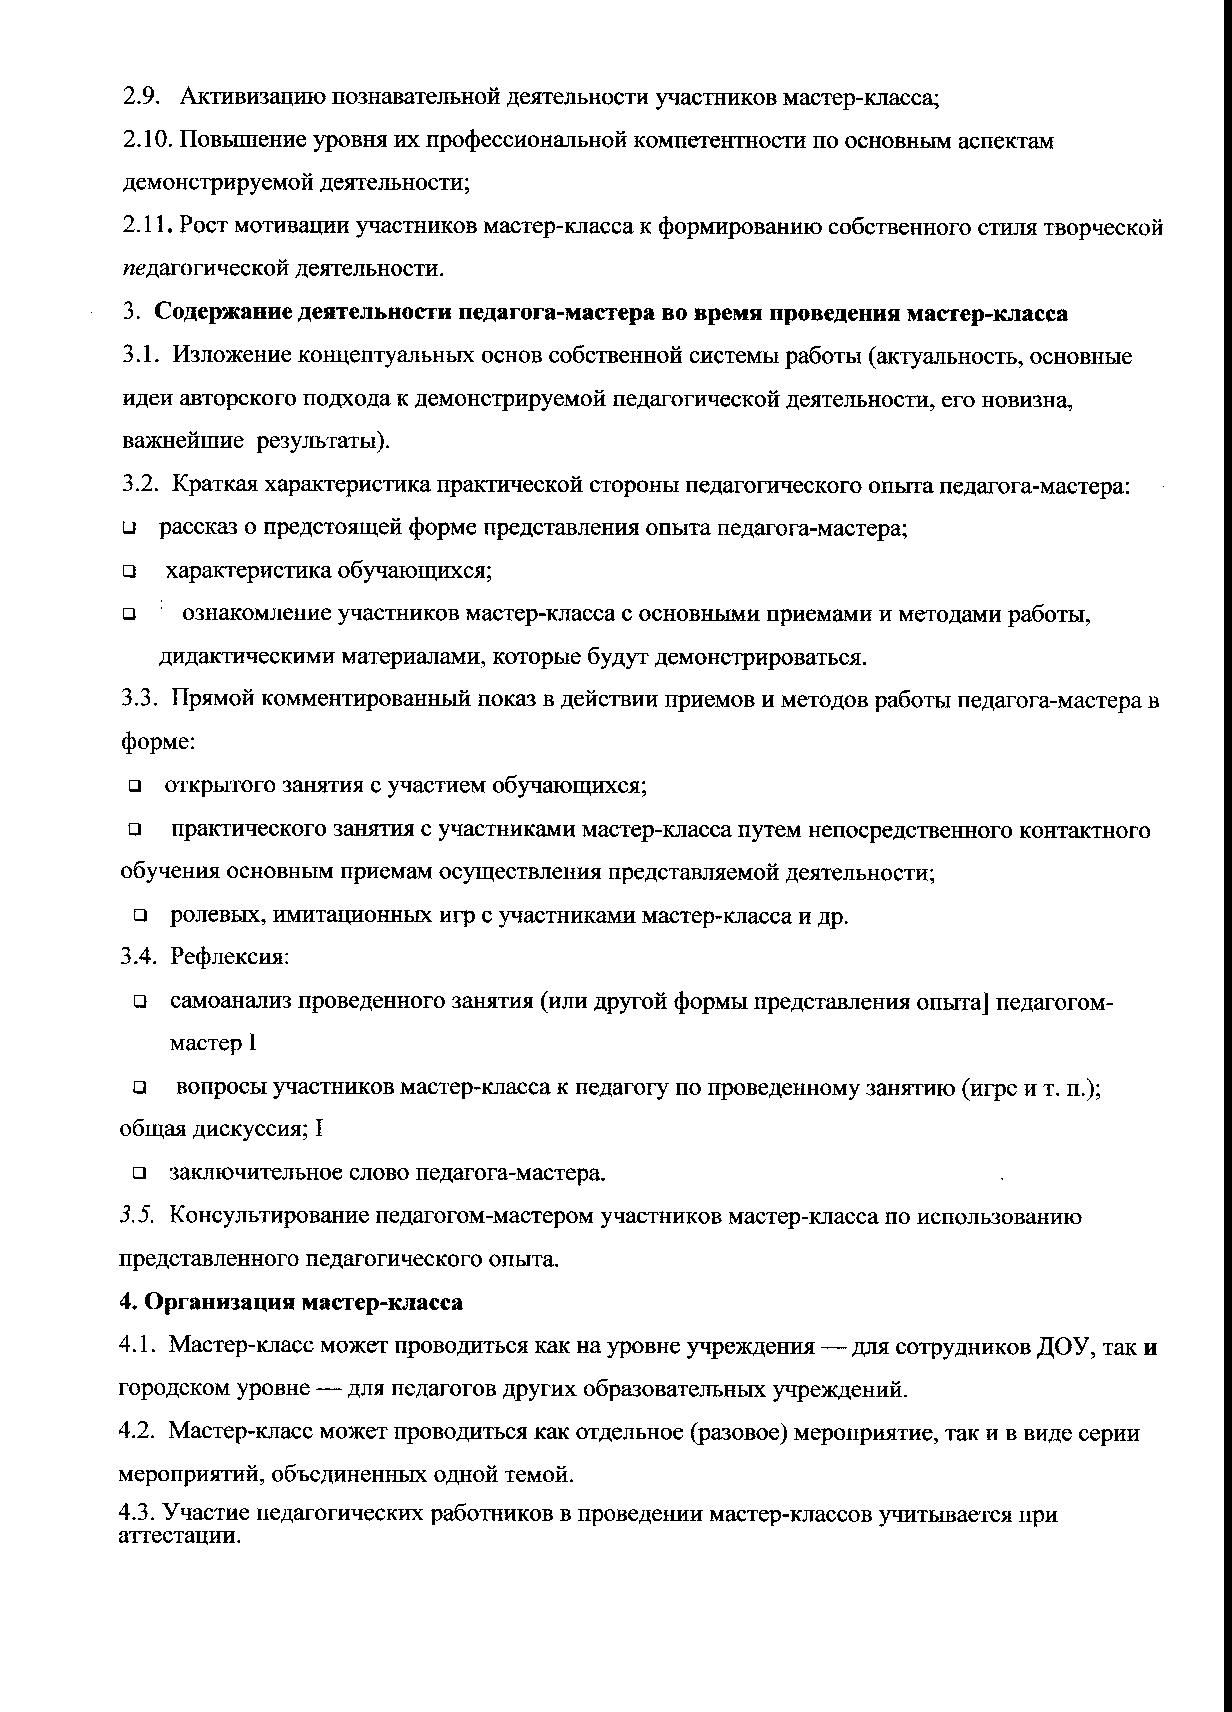 2.9. Активизацию познавательной деятельности участников мастер-класса;
2.10. Повышение уровня их профессиональной компетентности по основным аспектам
демонстрируемой деятельности;
2.11. Рост мотивации участников мастер-класса к формированию собственного стиля творческой
педагогической деятельности.
3. Содержание деятельности педагога-мастера во время проведения мастер-класса
3.1. Изложение концептуальных основ собственной системы работы (актуальность, основные
идеи авторского подхода к демонстрируемой педагогической деятельности, его новизна,
важнейшие результаты).
3.2. Краткая характеристика практической стороны педагогического опыта педагога-мастера:
❑ рассказ о предстоящей форме представления опыта педагога-мастера;
❑ характеристика обучающихся;
❑ ознакомление участников мастер-класса с основными приемами и методами работы,
дидактическими материалами, которые будут демонстрироваться.
3.3. Прямой комментированный показ в действии приемов и методов работы педагога-мастера в
форме:
❑ открытого занятия с участием обучающихся;
❑ практического занятия с участниками мастер-класса путем непосредственного контактного
обучения основным приемам осуществления представляемой деятельности;
❑ ролевых, имитационных игр с участниками мастер-класса и др.
3.4. Рефлексия:
❑ самоанализ проведенного занятия (или другой формы представления опыта] педагогом-
мастер 1
❑ вопросы участников мастер-класса к педагогу по проведенному занятию (игре и т. п.);
общая дискуссия; I
❑ заключительное слово педагога-мастера.
3.5. Консультирование педагогом-мастером участников мастер-класса по использованию
представленного педагогического опыта.
4. Организация мастер-класса
4.1. Мастер-класс может проводиться как на уровне учреждения — для сотрудников ДОУ, так и
городском уровне — для педагогов других образовательных учреждений.
4.2. Мастер-класс может проводиться как отдельное (разовое) мероприятие, так и в виде серии
мероприятий, объединенных одной темой.
4.3. Участие педагогических работников в проведении мастер-классов учитывается при
аттестации.